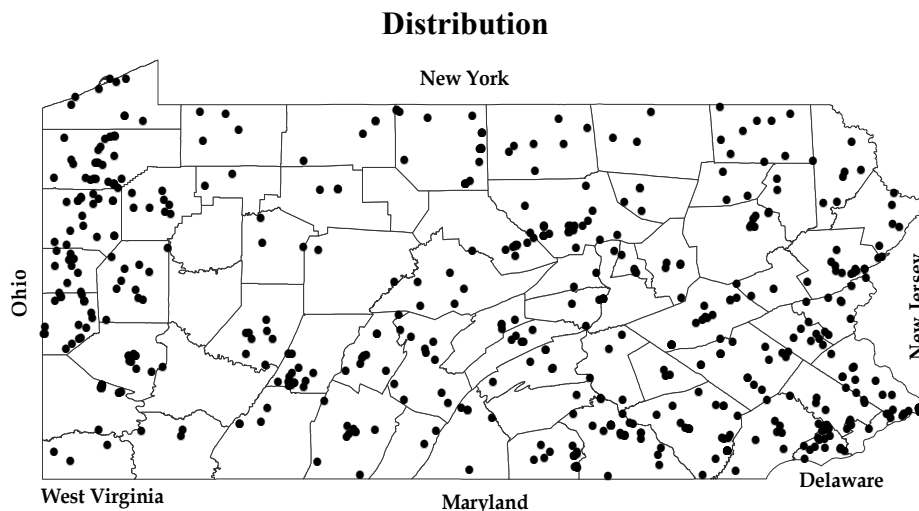 Distribution
New York
Ohio
New Jersey
West Virginia
Maryland
Delaware